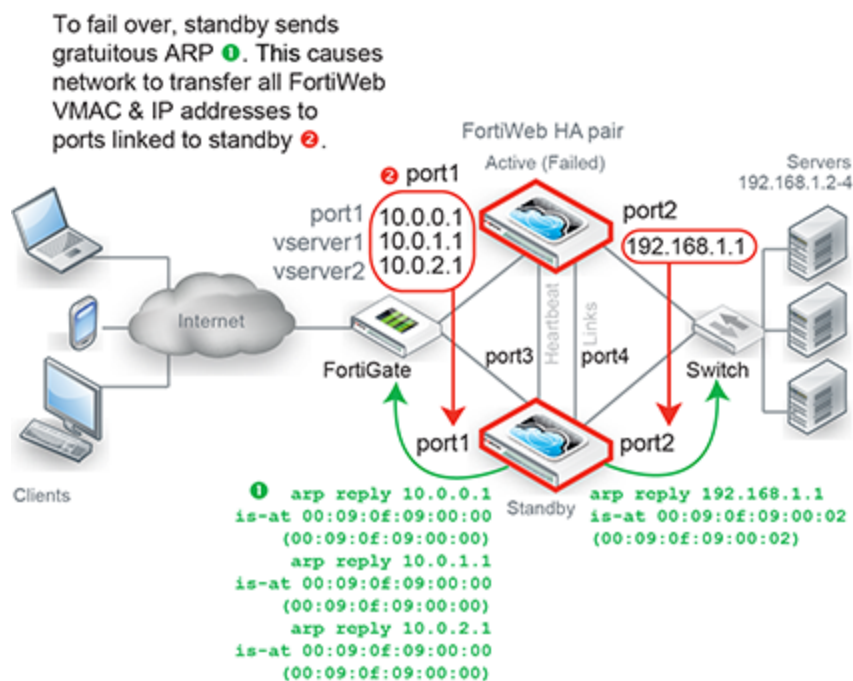 To fail over, standby sends
gratuitous ARP ❶. This causes
network to transfer all FortiWeb
VMAC & IP addresses to
ports linked to standby ❷.
FortiWeb HA pair
Active (Failed)
Servers
192.168.1.2-4
❷ port1
port1 10.0.0.1
vserver1 10.0.1.1
vserver2 10.0.2.1
port2
192.168.1.1
Internet
FortiGate
port3
Heartbeat
Links
port4
Switch
port1
port2
Clients
Standby
❶ arp reply 10.0.0.1
is-at 00:09:0f:09:00:00
(00:09:0f:09:00:00)
arp reply 10.0.1.1
is-at 00:09:0f:09:00:00
(00:09:0f:09:00:00)
arp reply 10.0.2.1
is-at 00:09:0f:09:00:00
(00:09:0f:09:00:00)
arp reply 192.168.1.1
is-at 00:09:0f:09:00:02
(00:09:0f:09:00:02)